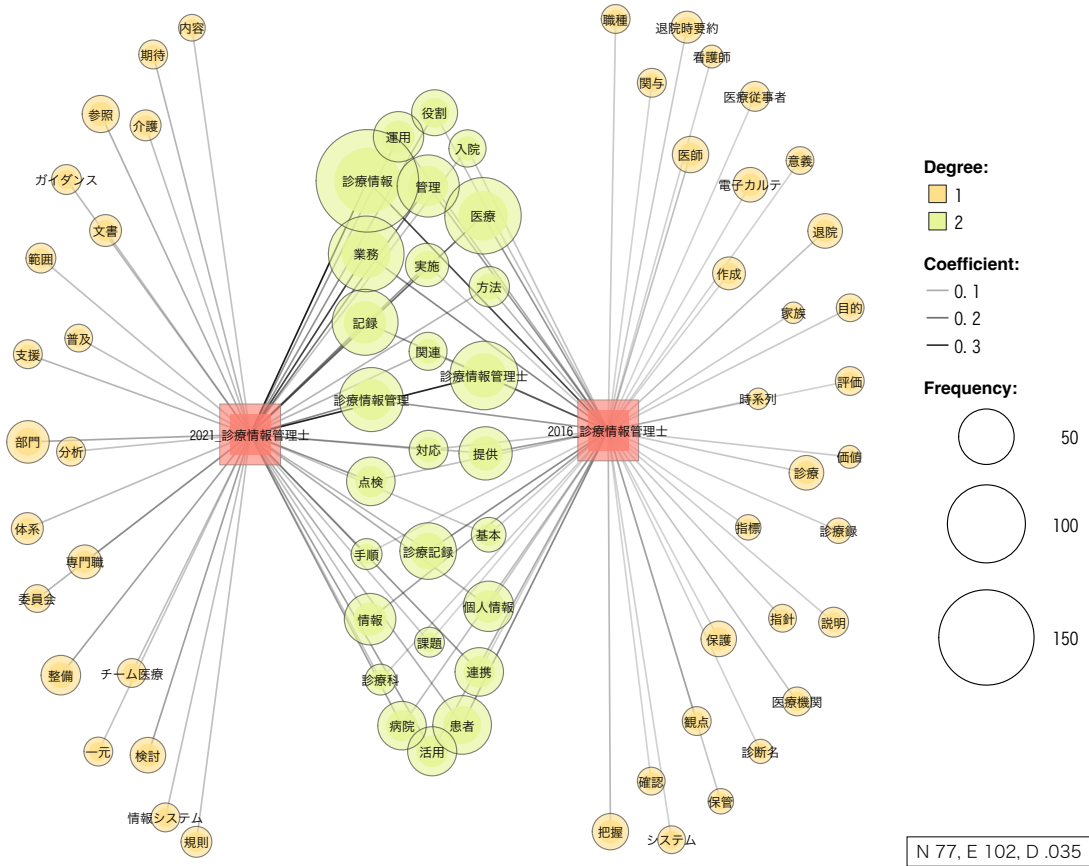 内容
期待
参照
介護
ガイダンス
文書
範囲
普及
支援
部門
分析
体系
専門職
委員会
整備
チーム医療
一元
検討
情報システム
規則
2021_診療情報管理士
役割
運用
入院
診療情報
管理
医療
業務
実施
方法
記録
関連
診療情報管理士
診療情報管理
対応
提供
点検
基本
手順
診療記録
個人情報
情報
課題
診療科
連携
病院
患者
活用
2016_診療情報管理士
職種
退院時要約
看護師
関与
医療従事者
医師
意義
電子カルテ
退院
作成
家族
目的
評価
時系列
価値
診療
指標
診療録
指針
説明
保護
医療機関
観点
診断名
確認
保管
把握
システム
Degree:
1
2
Coefficient:
0. 1
0. 2
0. 3
Frequency:
50
100
150
N 77, E 102, D .035